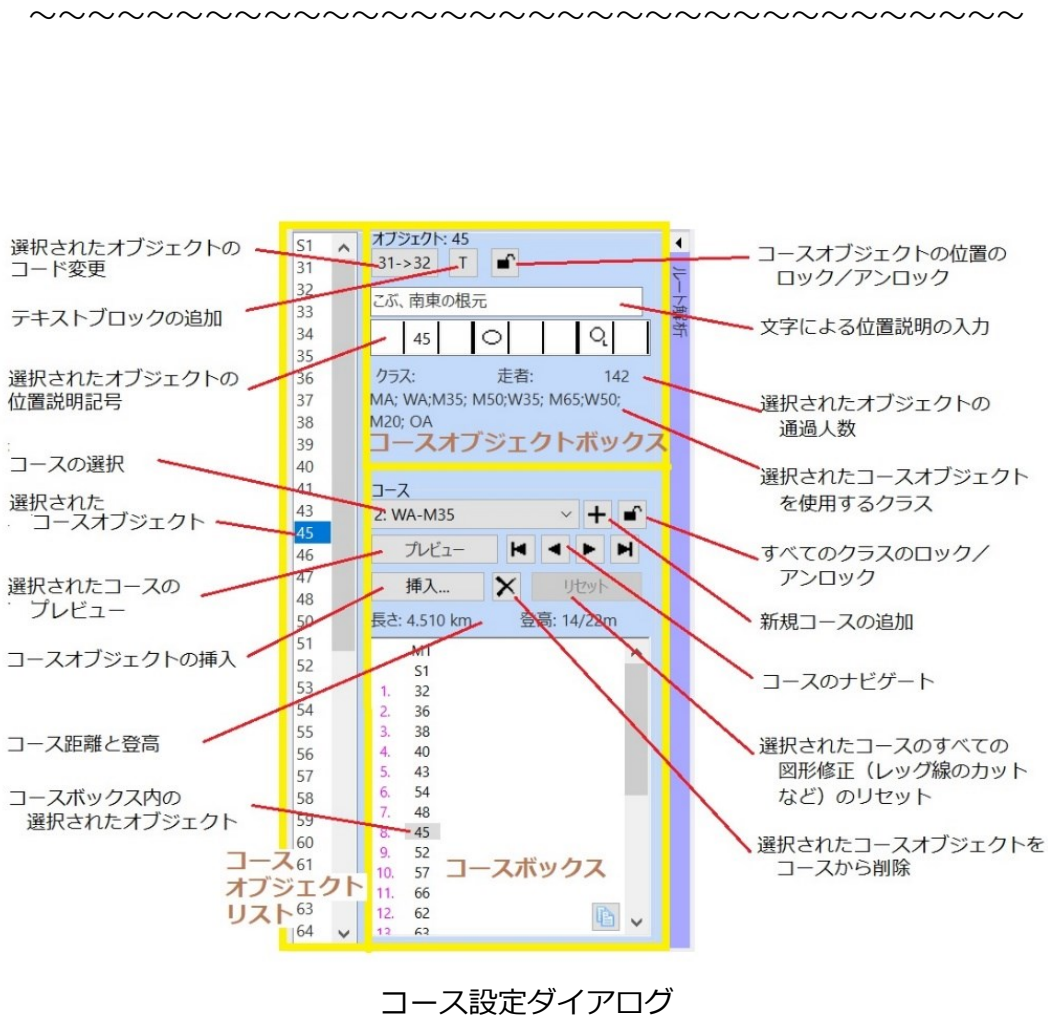 ～～～～～～～～～～～～～～～～～～～～～～～～～～～～～～～～～～
選択されたオブジェクトの
コード変更
テキストブロックの追加
選択されたオブジェクトの
位置説明記号
コースの選択
選択された
コースオブジェクト
選択されたコースの
プレビュー
コースオブジェクトの挿入
コース距離と登高
コースボックス内の
選択されたオブジェクト
S1
31
32
33
34
35
36
37
38
39
40
41
43
45
46
47
48
50
51
52
53
54
55
56
57
58
59
60
61
63
64
コース
オブジェクト
リスト
オブジェクト: 45
31->32 T
こぶ、南東の根元
45
クラス: 走者: 142
MA; WA;M35; M50;W35; M65;W50;
M20; OA
コースオブジェクトボックス
コース
2: WA-M35
プレビュー
挿入... リセット
長さ: 4.510 km 登高: 14/22m
M1
S1
1. 32
2. 36
3. 38
4. 40
5. 43
6. 54
7. 48
8. 45
9. 52
10. 57
11. 66
12. 62
13. 63
コースボックス
ルート解析
コースオブジェクトの位置の
ロック／アンロック
文字による位置説明の入力
選択されたオブジェクトの
通過人数
選択されたコースオブジェクト
を使用するクラス
すべてのクラスのロック／
アンロック
新規コースの追加
コースのナビゲート
選択されたコースのすべての
図形修正（レッグ線のカット
など）のリセット
選択されたコースオブジェクトを
コースから削除
コース設定ダイアログ